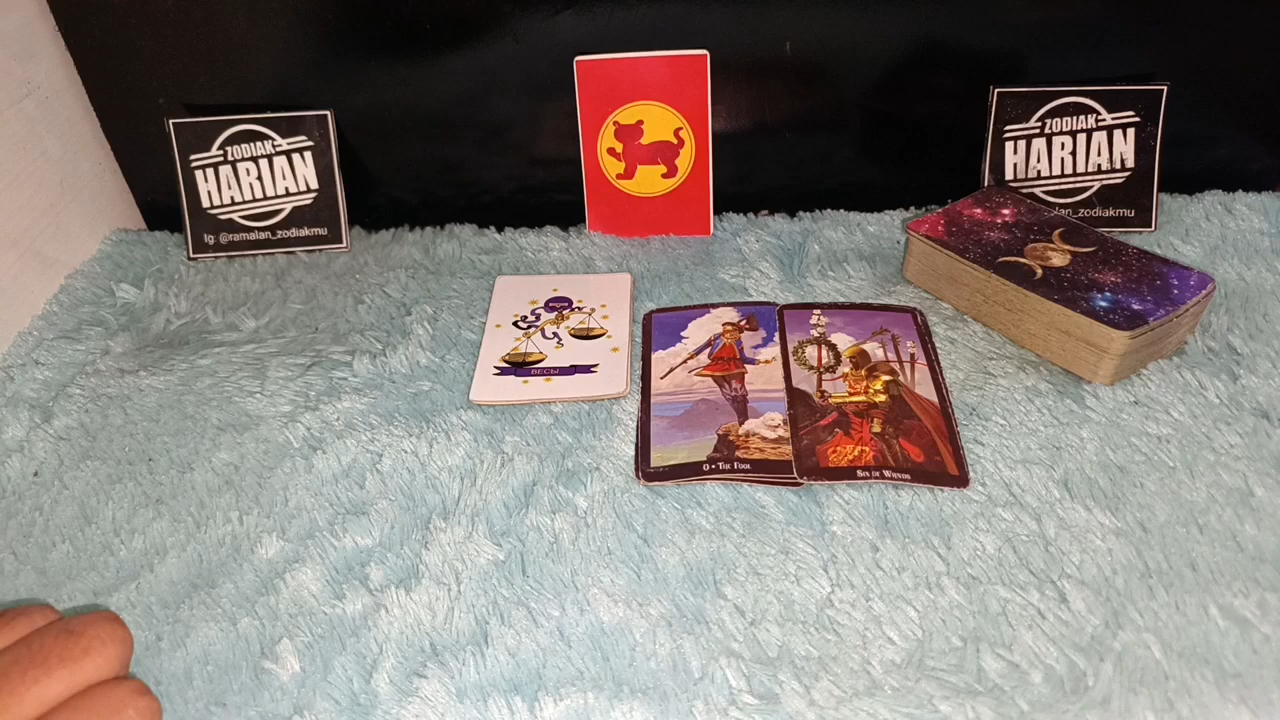 ZODIAK
HARIAN
Ig: @ramalan_zodiakmu
ZODIAK
HARIAN
lan_zodiakmu
ВЕСЫ
0 • The Fool
Six of Wands